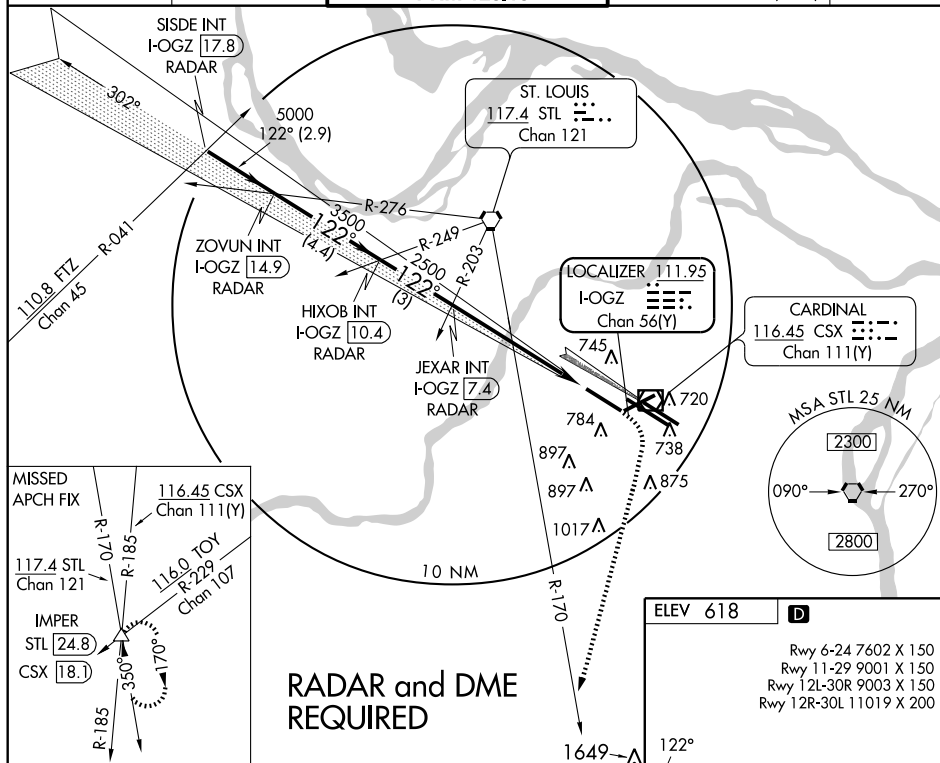 SISDE INT
I-OGZ 17.8
RADAR
302°
5000
122° (2.9)
ST. LOUIS
117.4 STL
Chan 121
R-276
R-041
3500
122°
(4.4)
R-249
2500
122°
(3)
R-203
110.8 FTZ
Chan 45
ZOVUN INT
I-OGZ 14.9
RADAR
HIXOB INT
I-OGZ 10.4
RADAR
JEXAR INT
I-OGZ 7.4
RADAR
LOCALIZER 111.95
I-OGZ
Chan 56(Y)
CARDINAL
116.45 CSX
Chan 111(Y)
745
720
784
738
897
897
875
1017
MSA STL 25 NM
2300
090°
270°
2800
10 NM
R-170
MISSED
APCH FIX
116.45 CSX
Chan 111(Y)
R-170
R-185
117.4 STL
Chan 121
116.0 TOY
R-229
Chan 107
IMPER
STL 24.8
CSX 18.1
350°
170°
R-185
RADAR and DME
REQUIRED
1649
ELEV 618 D
Rwy 6-24 7602 X 150
Rwy 11-29 9001 X 150
Rwy 12L-30R 9003 X 150
Rwy 12R-30L 11019 X 200
122°